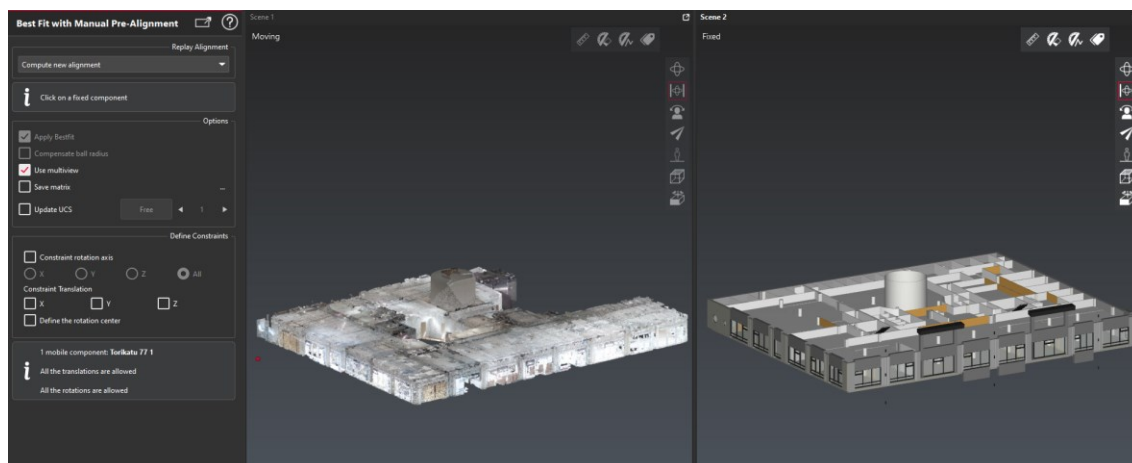 Best Fit with Manual Pre-Alignment
Replay Alignment
Compute new alignment
Click on a fixed component
Options
Apply Bestfit
Compensate ball radius
Use multiview
Save matrix
Update UCS Free 1
Define Constraints
Constraint rotation axis
X Y Z All
Constraint Translation
X Y Z
Define the rotation center
1 mobile component: Torikatu 77 1
All the translations are allowed
All the rotations are allowed
Scene 1
Moving
Scene 2
Fixed